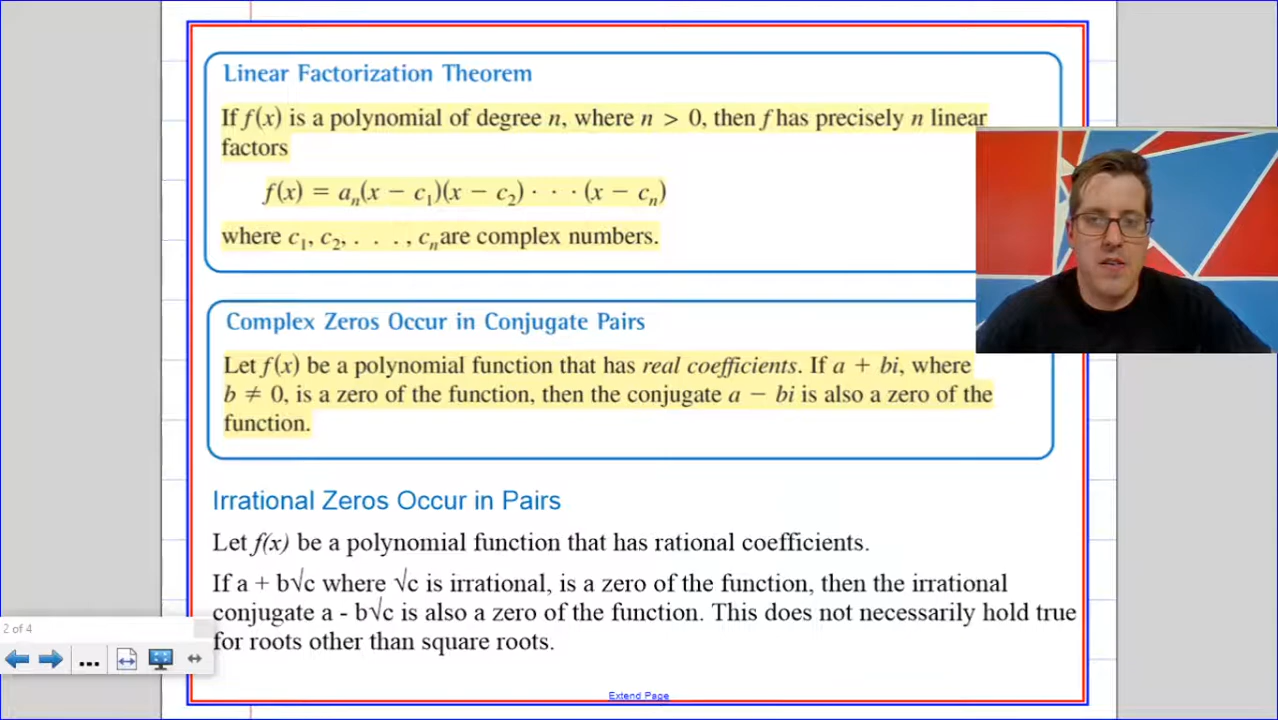 Linear Factorization Theorem
If f(x) is a polynomial of degree n, where n > 0, then f has precisely n linear
factors
f(x) = aₙ(x − c₁)(x − c₂) · · · (x − cₙ)
where c₁, c₂, . . . , cₙ are complex numbers.
Complex Zeros Occur in Conjugate Pairs
Let f(x) be a polynomial function that has real coefficients. If a + bi, where
b ≠ 0, is a zero of the function, then the conjugate a − bi is also a zero of the
function.
Irrational Zeros Occur in Pairs
Let f(x) be a polynomial function that has rational coefficients.
If a + b√c where √c is irrational, is a zero of the function, then the irrational
conjugate a - b√c is also a zero of the function. This does not necessarily hold true
for roots other than square roots.
2 of 4
Extend Page